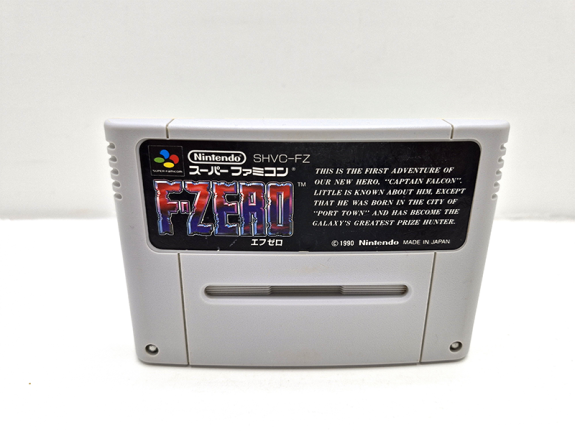 Nintendo SHVC-FZ
スーパーファミコン®
F-ZERO™
エフゼロ
THIS IS THE FIRST ADVENTURE OF
OUR NEW HERO, "CAPTAIN FALCON".
LITTLE IS KNOWN ABOUT HIM, EXCEPT
THAT HE WAS BORN IN THE CITY OF
"PORT TOWN" AND HAS BECOME THE
GALAXY'S GREATEST PRIZE HUNTER.
©1990 Nintendo MADE IN JAPAN